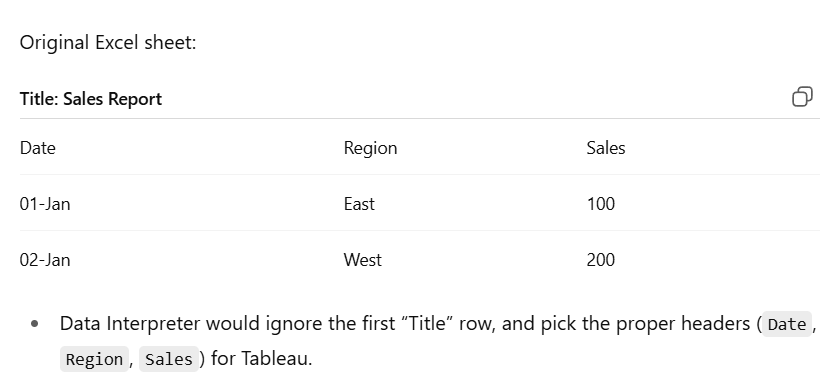 Original Excel sheet:
Title: Sales Report
Date Region Sales
01-Jan East 100
02-Jan West 200
• Data Interpreter would ignore the first “Title” row, and pick the proper headers (Date,
Region, Sales) for Tableau.